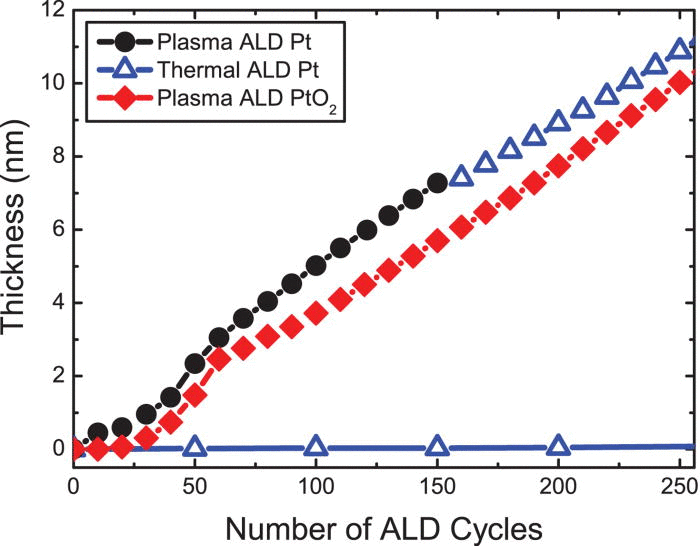 12
10
8
6
4
2
0
Thickness (nm)
Plasma ALD Pt
Thermal ALD Pt
Plasma ALD PtO₂
0 50 100 150 200 250
Number of ALD Cycles